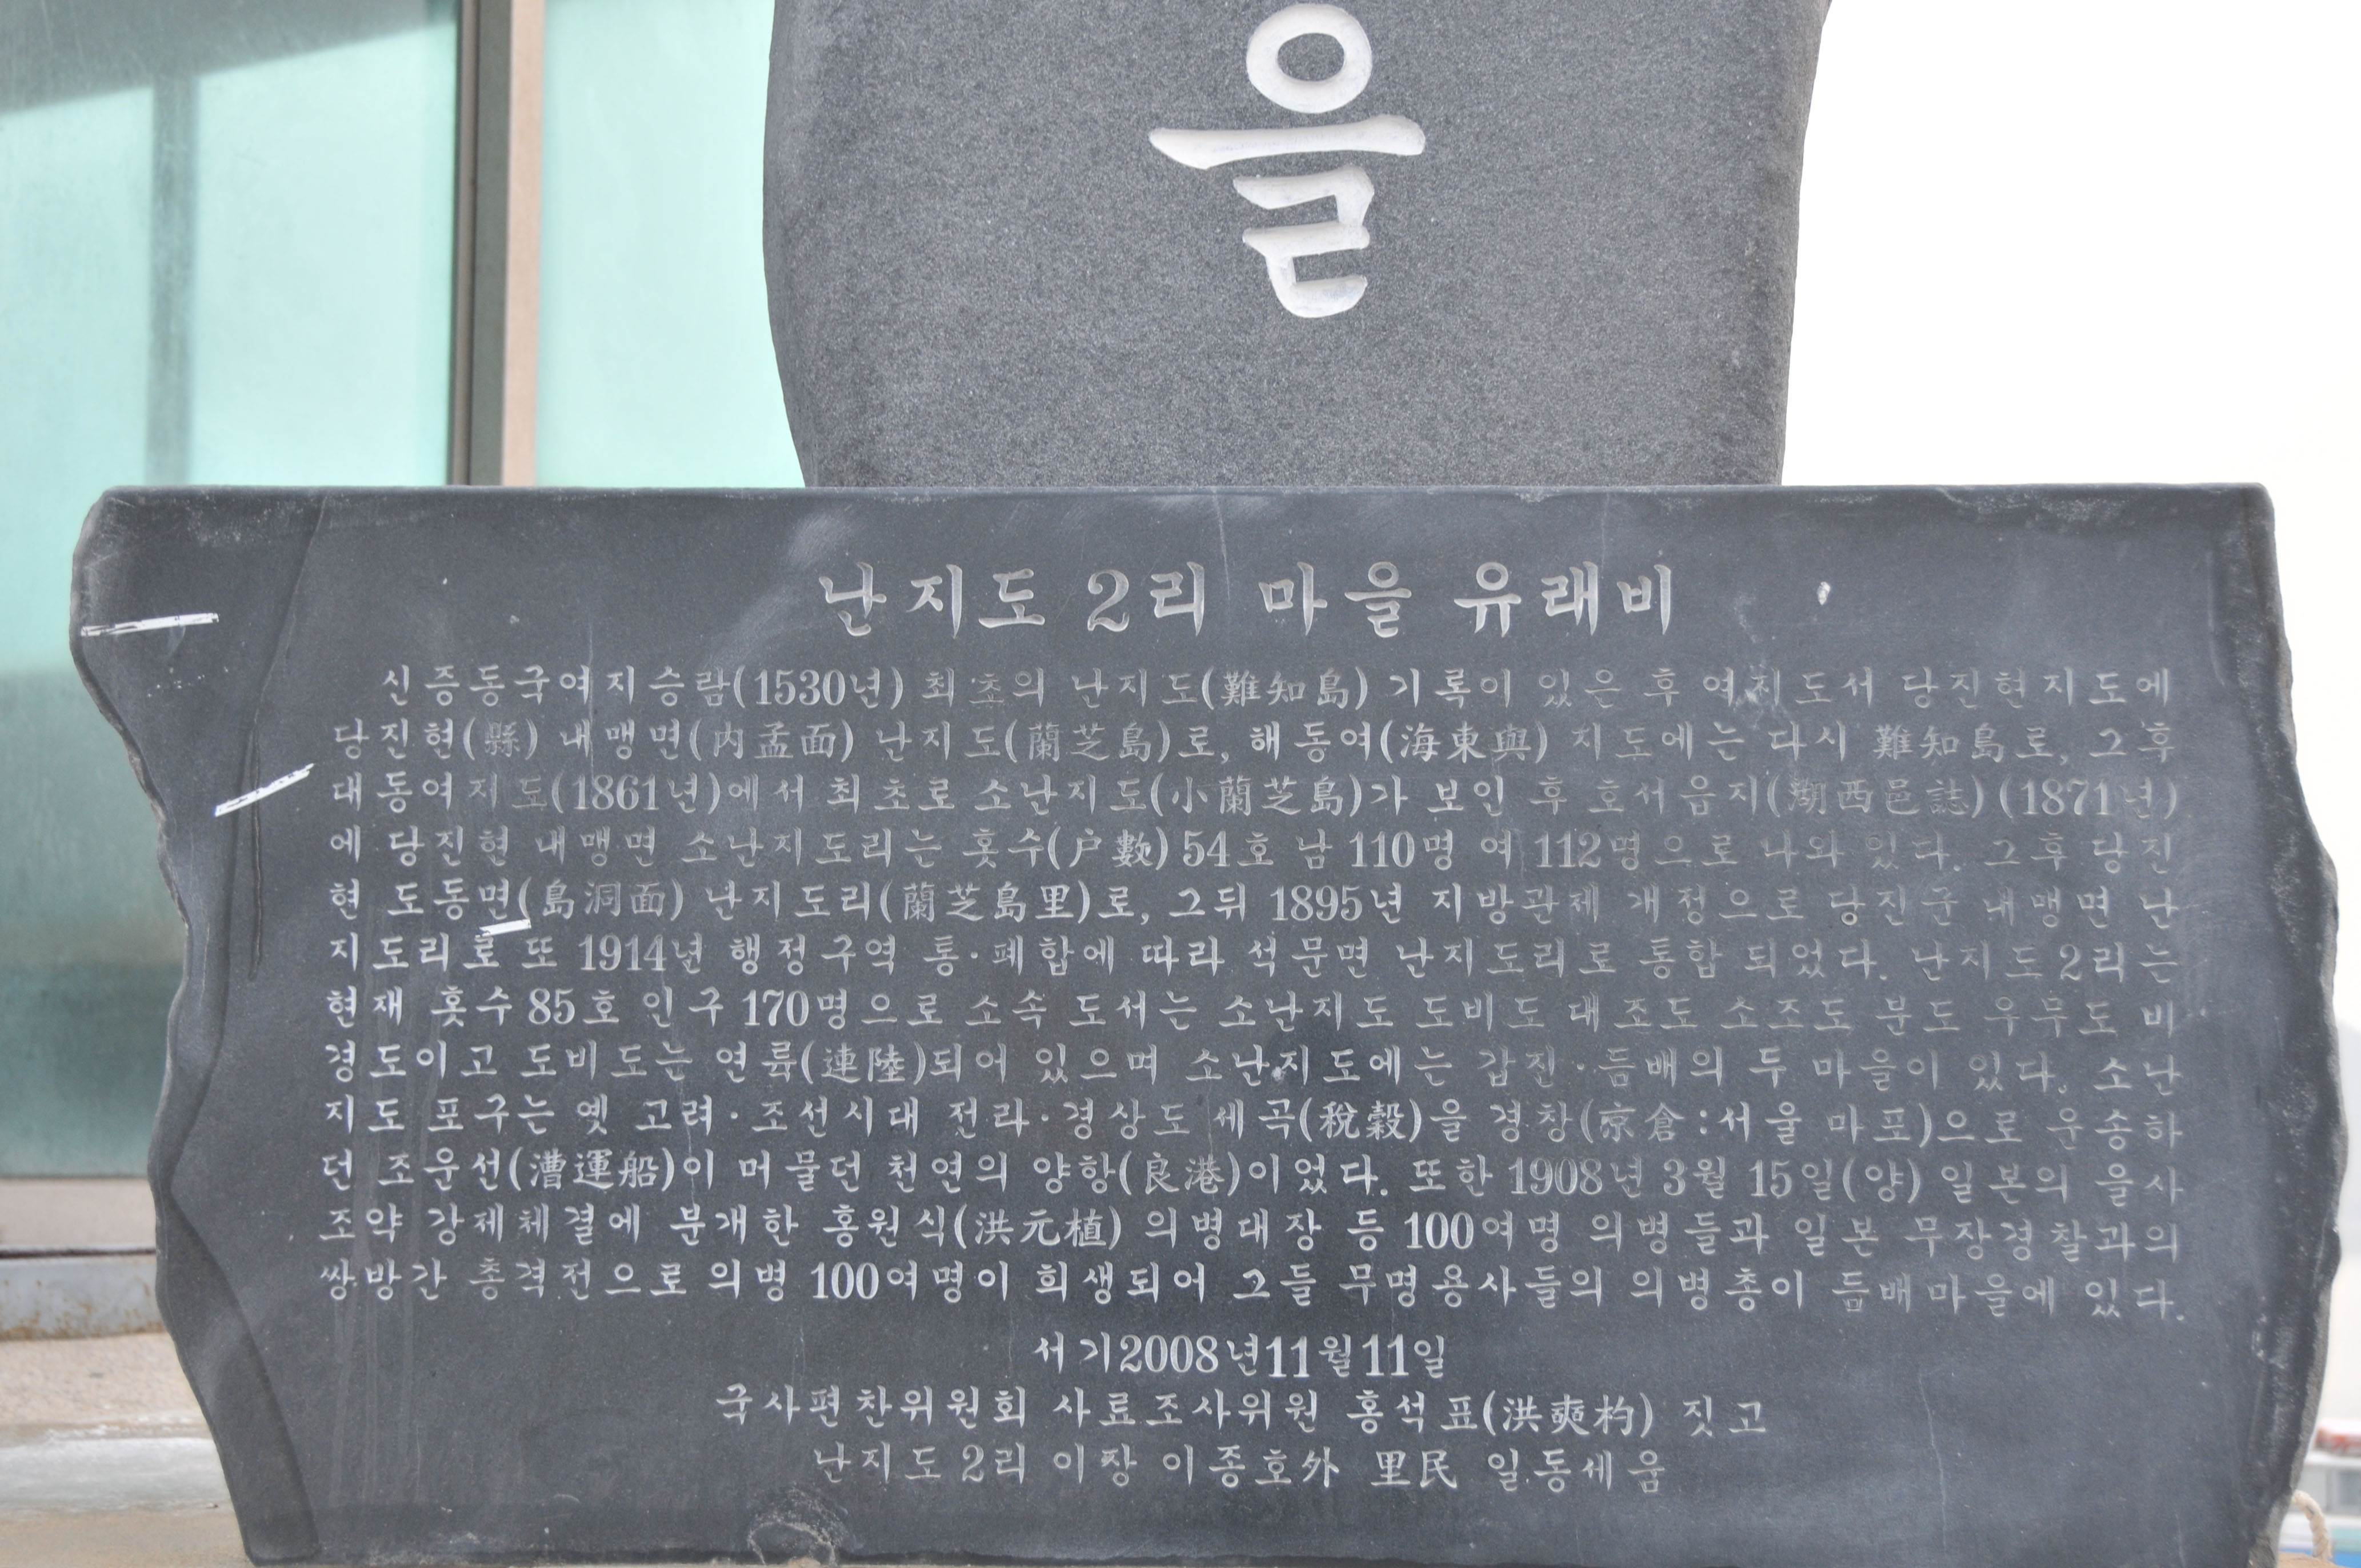 을
난지도 2리 마을 유래비
신증동국여지승람(1530년) 최초의 난지도(難知島) 기록이 있은 후 여지도서 당진현지도에
당진현(縣) 내맹면(内孟面) 난지도(蘭芝島)로, 해동여(海東輿) 지도에는 다시 難知島로, 그후
대동여지도(1861년)에서 최초로 소난지도(小蘭芝島)가 보인 후 호서읍지(湖西邑誌) (1871년)
에 당진현 내맹면 소난지도리는 홋수(户數) 54호 남 110명 여 112명으로 나와 있다. 그후 당진
현 도동면(島洞面) 난지도리(蘭芝島里)로, 그뒤 1895년 지방관제 개정으로 당진군 내맹면 난
지도리로 또 1914년 행정구역 통·폐합에 따라 석문면 난지도리로 통합 되었다. 난지도2리는
현재 홋수 85호 인구 170명으로 소속 도서는 소난지도 도비도 대조도 소조도 분도 우무도 비
경도이고 도비도는 연륙(連陸)되어 있으며 소난지도에는 갑진·듬배의 두 마을이 있다. 소난
지도 포구는 옛 고려·조선시대 전라·경상도 세곡(稅穀)을 경창(京倉:서울 마포)으로 운송하
던 조운선(漕運船)이 머물던 천연의 양항(良港)이었다. 또한 1908년 3월 15일(양) 일본의 을사
조약 강제체결에 분개한 홍원식(洪元植) 의병대장 등 100여명 의병들과 일본 무장경찰과의
쌍방간 총격전으로 의병 100여명이 희생되어 그들 무명용사들의 의병총이 듬배마을에 있다.
서기2008년11월11일
국사편찬위원회 사료조사위원 홍석표(洪奭杓) 짓고
난지도 2리 이장 이종호外 里民 일동세움